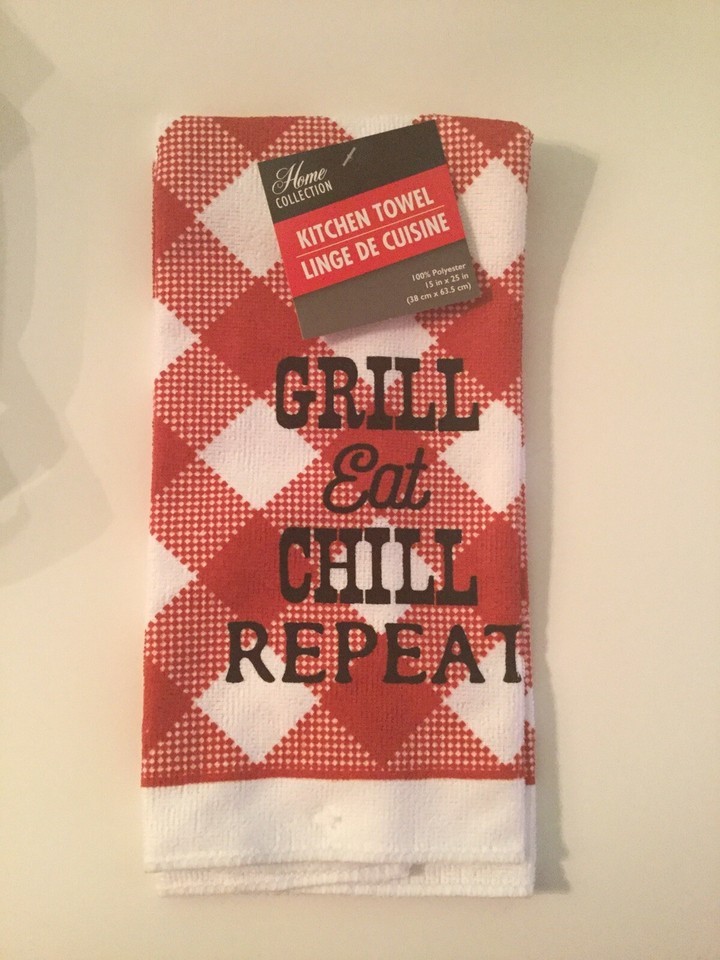 Home
COLLECTION
KITCHEN TOWEL
LINGE DE CUISINE
100% Polyester
15 in x 25 in
(38 cm x 63.5 cm)
GRILL
Eat
CHILL
REPEAT